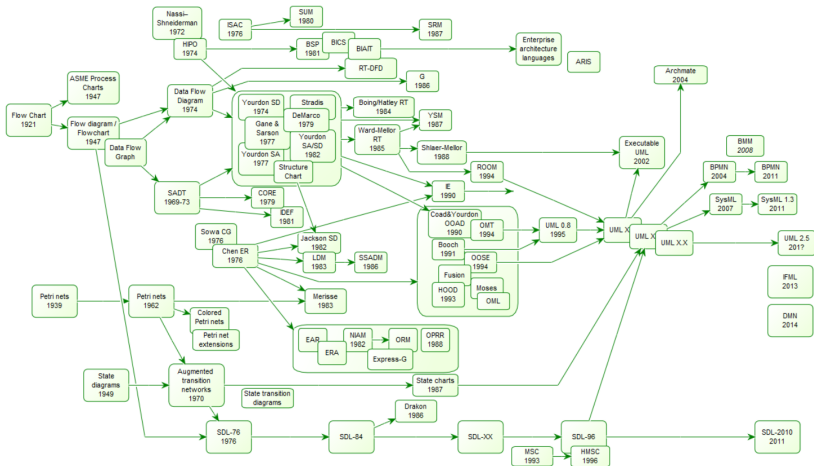 Nassi–
Shneiderman
1972
HIPO
1974
ISAC
1976
SUM
1980
SRM
1987
BSP
1981
BICS
BIAIT
Enterprise
architecture
languages
ARIS
RT-DFD
G
1986
Archmate
2004
ASME Process
Charts
1947
Flow Chart
1921
Flow diagram /
Flowchart
1947
Data Flow
Graph
Data Flow
Diagram
1974
SADT
1969-73
Yourdon SD
1974
Stradis
DeMarco
1979
Gane &
Sarson
1977
Yourdon
SA/SD
1982
Yourdon SA
1977
Structure
Chart
Boing/Hatley RT
1984
Ward-Mellor
RT
1985
YSM
1987
Shlaer-Mellor
1988
ROOM
1994
Executable
UML
2002
BMM
2008
BPMN
2004
BPMN
2011
SysML
2007
SysML 1.3
2011
CORE
1979
IDEF
1981
IE
1990
Sowa CG
1976
Chen ER
1976
Jackson SD
1982
LDM
1983
SSADM
1986
Merisse
1983
Coad&Yourdon
OOAD
1990
OMT
1994
Booch
1991
OOSE
1994
Fusion
HOOD
1993
Moses
OML
UML 0.8
1995
UML X
UML X
UML X.X
UML 2.5
201?
IFML
2013
DMN
2014
Petri nets
1939
Petri nets
1962
Colored
Petri nets
Petri net
extensions
EAR
ERA
NIAM
1982
ORM
OPRR
1988
Express-G
State
diagrams
1949
Augmented
transition
networks
1970
State transition
diagrams
State charts
1987
Drakon
1986
SDL-76
1976
SDL-84
SDL-XX
SDL-96
SDL-2010
2011
MSC
1993
HMSC
1996